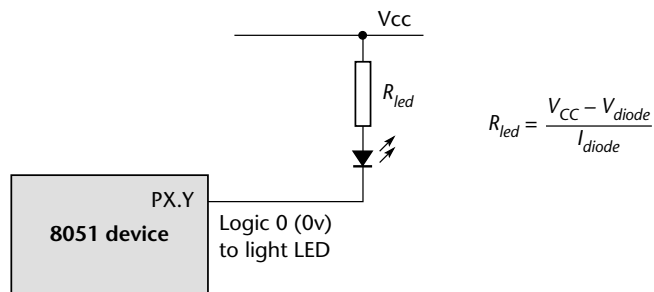 Vcc
R_led
R_led = (V_CC – V_diode) / I_diode
PX.Y
8051 device
Logic 0 (0v)
to light LED